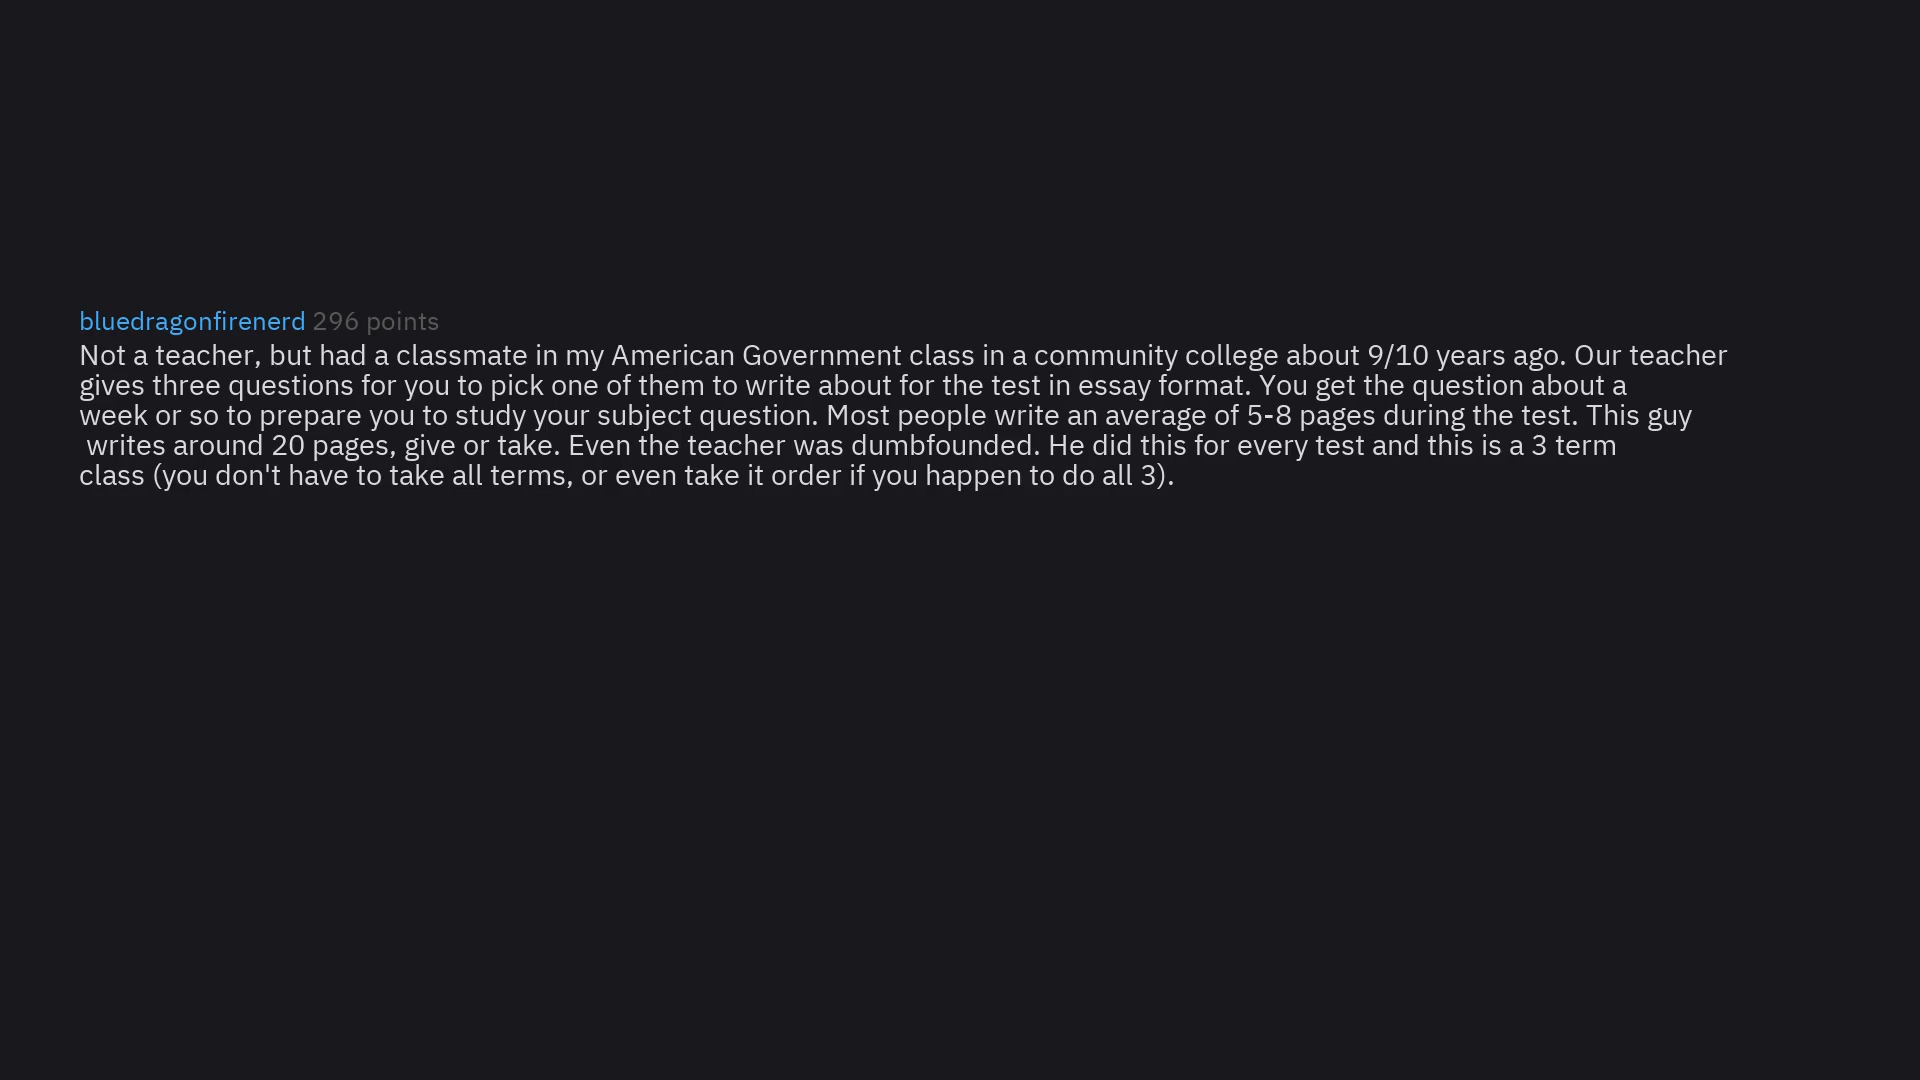 bluedragonfirenerd 296 points
Not a teacher, but had a classmate in my American Government class in a community college about 9/10 years ago. Our teacher
gives three questions for you to pick one of them to write about for the test in essay format. You get the question about a
week or so to prepare you to study your subject question. Most people write an average of 5-8 pages during the test. This guy
writes around 20 pages, give or take. Even the teacher was dumbfounded. He did this for every test and this is a 3 term
class (you don't have to take all terms, or even take it order if you happen to do all 3).